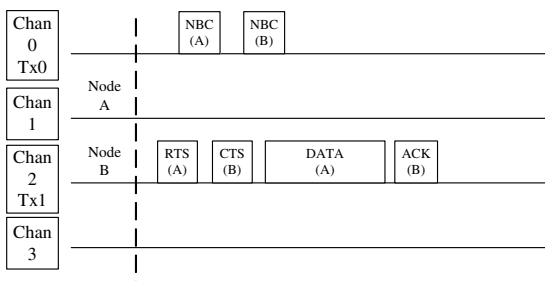 Chan
0
Tx0
NBC
(A)
NBC
(B)
Node
A
Chan
1
Chan
2
Tx1
Node
B
RTS
(A)
CTS
(B)
DATA
(A)
ACK
(B)
Chan
3